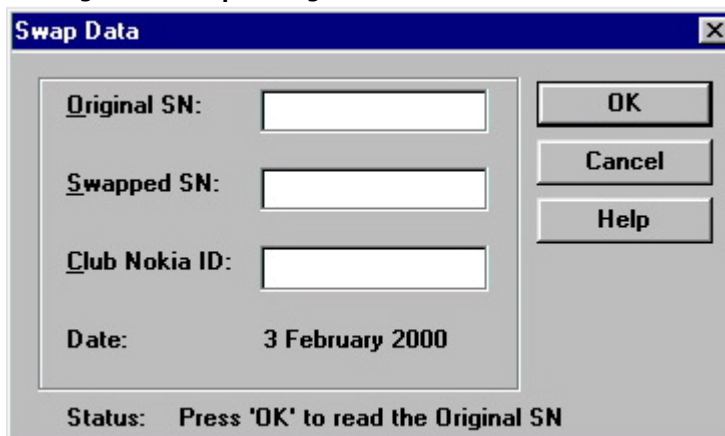 Swap Data
Original SN:
OK
Swapped SN:
Cancel
Help
Club Nokia ID:
Date: 3 February 2000
Status: Press 'OK' to read the Original SN